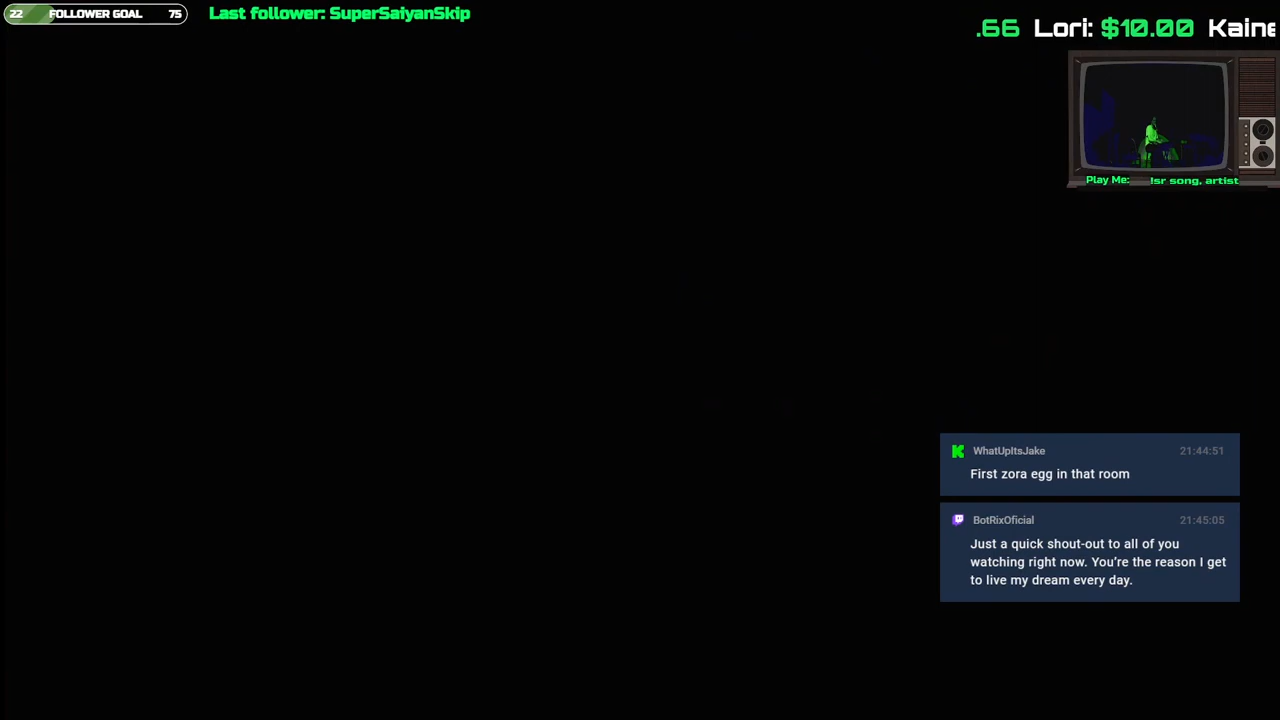 22 FOLLOWER GOAL 75
Last follower: SuperSaiyanSkip
.66 Lori: $10.00 Kaine
Play Me: !sr song, artist
WhatUpItsJake 21:44:51
First zora egg in that room
BotRixOficial 21:45:05
Just a quick shout-out to all of you
watching right now. You're the reason I get
to live my dream every day.